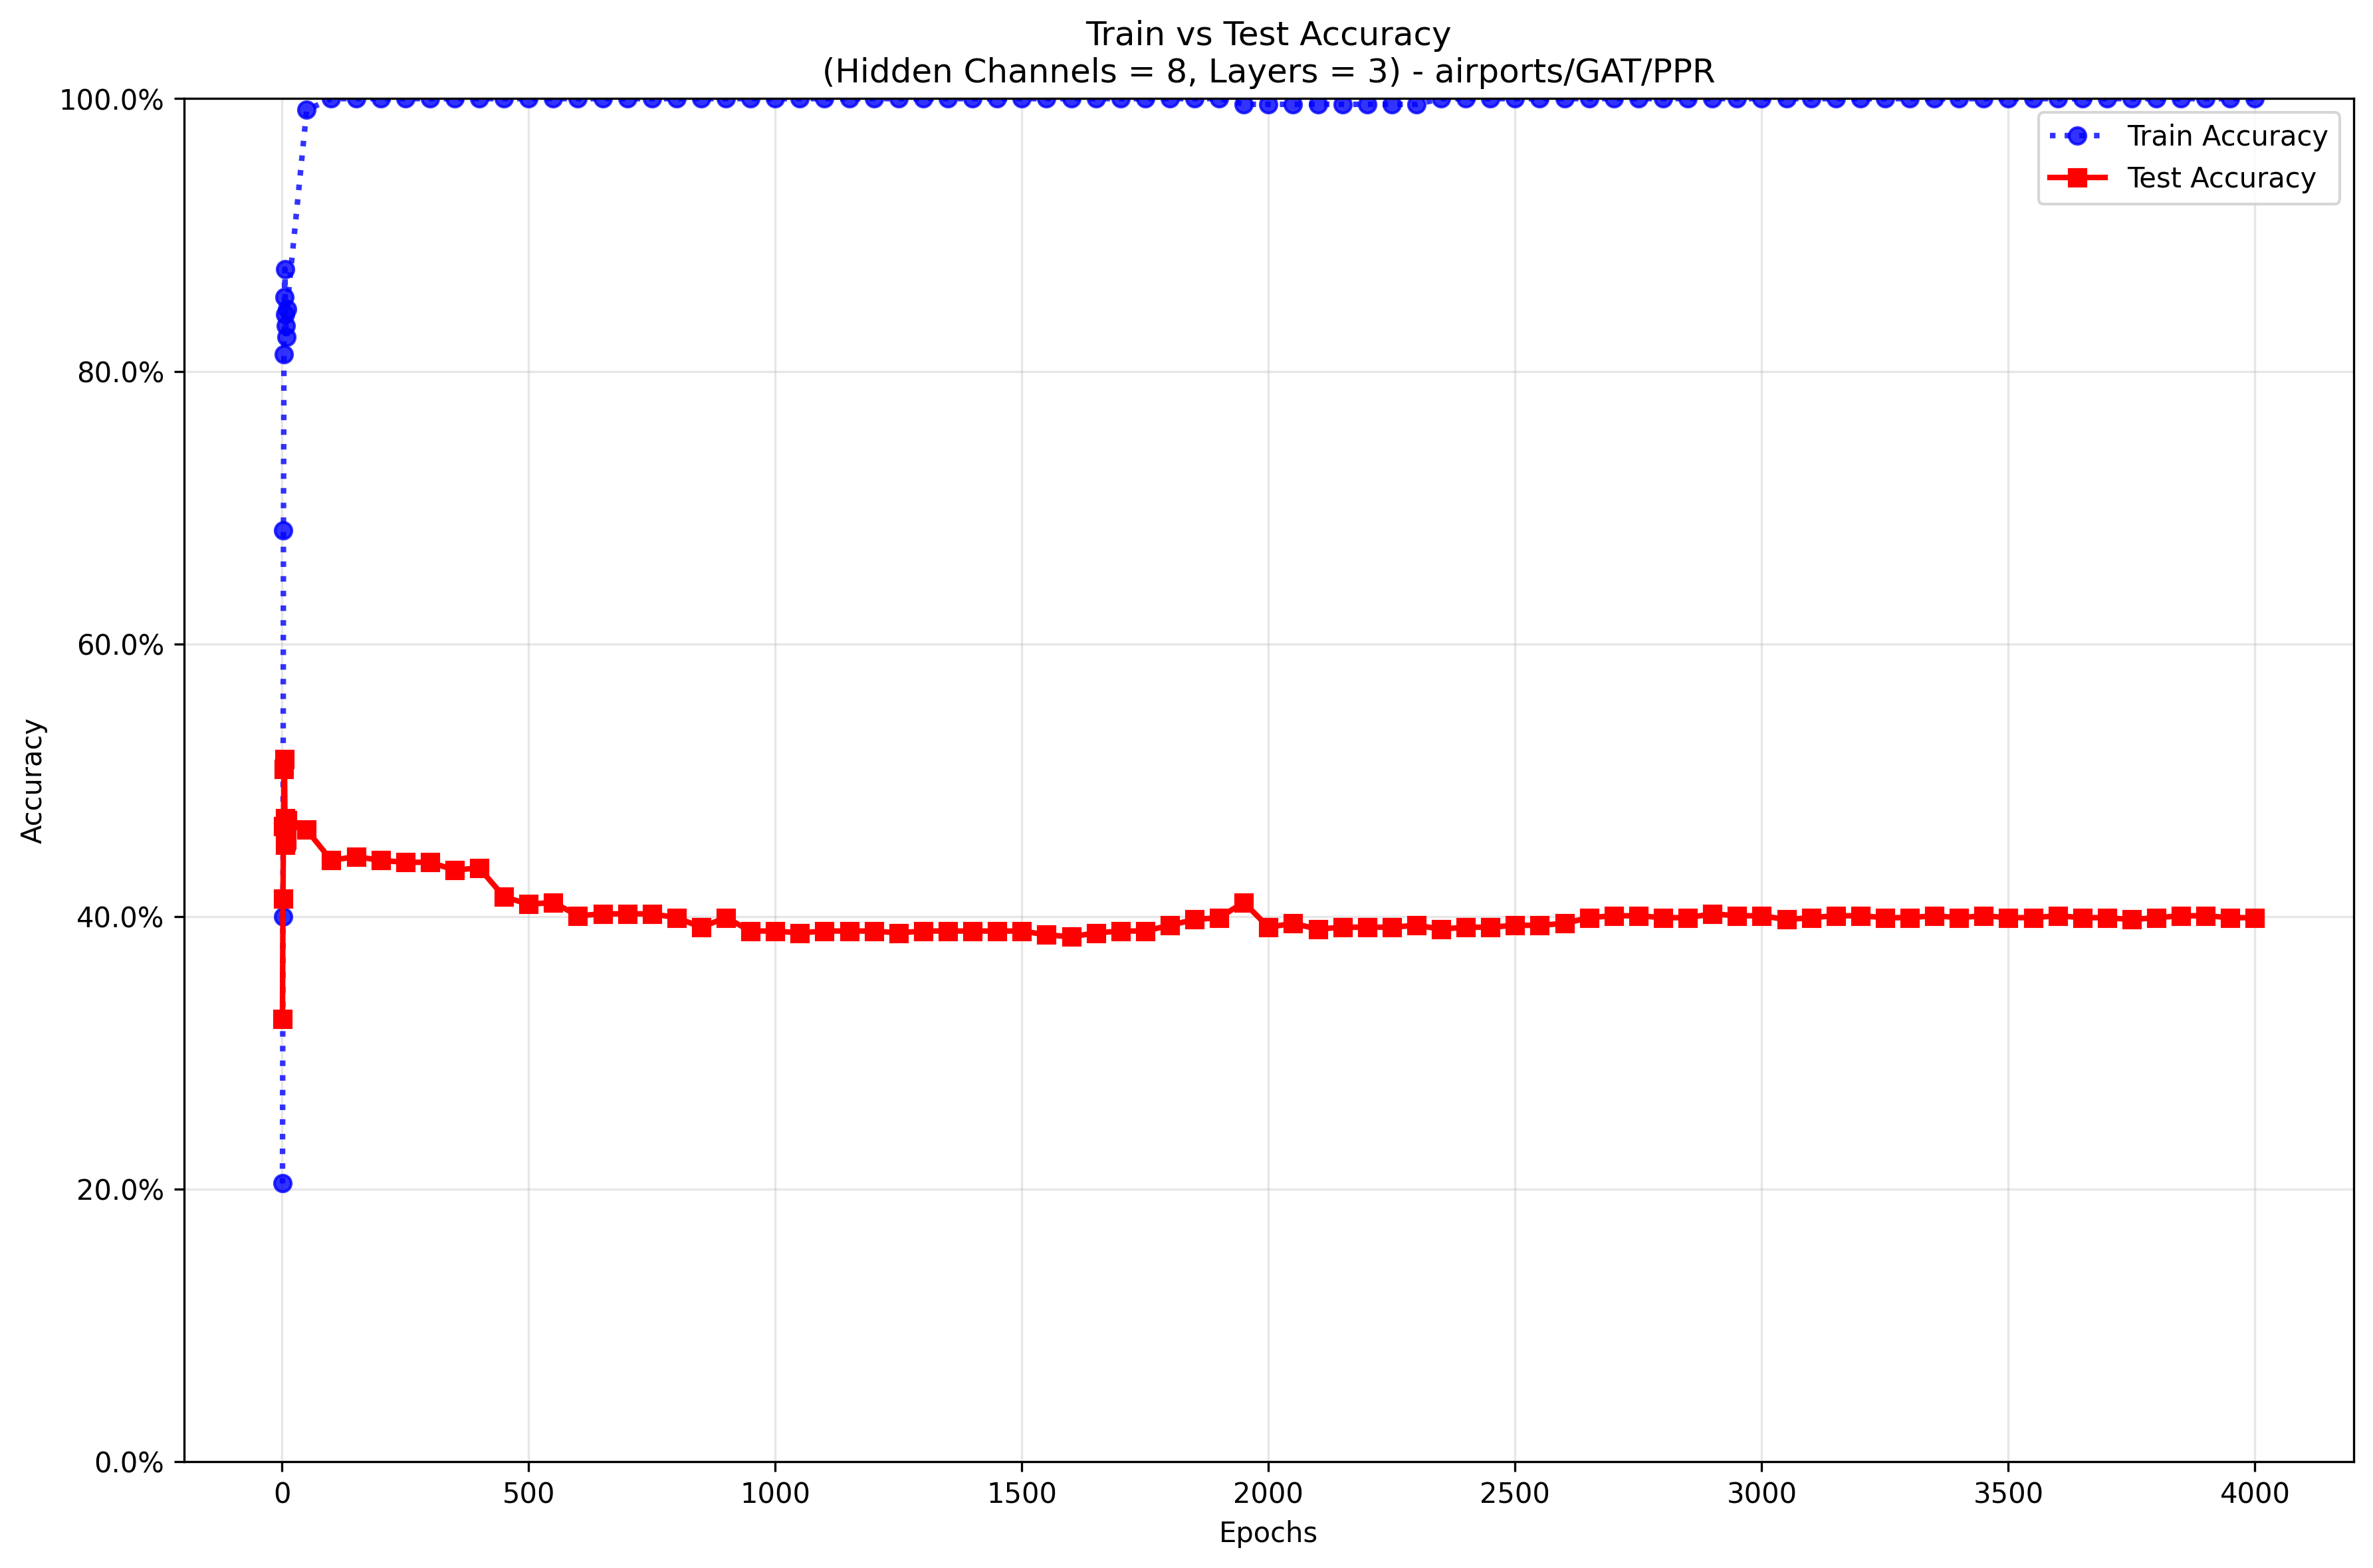 Train vs Test Accuracy
(Hidden Channels = 8, Layers = 3) - airports/GAT/PPR
100.0%
80.0%
60.0%
40.0%
20.0%
0.0%
Accuracy
Train Accuracy
Test Accuracy
0 500 1000 1500 2000 2500 3000 3500 4000
Epochs